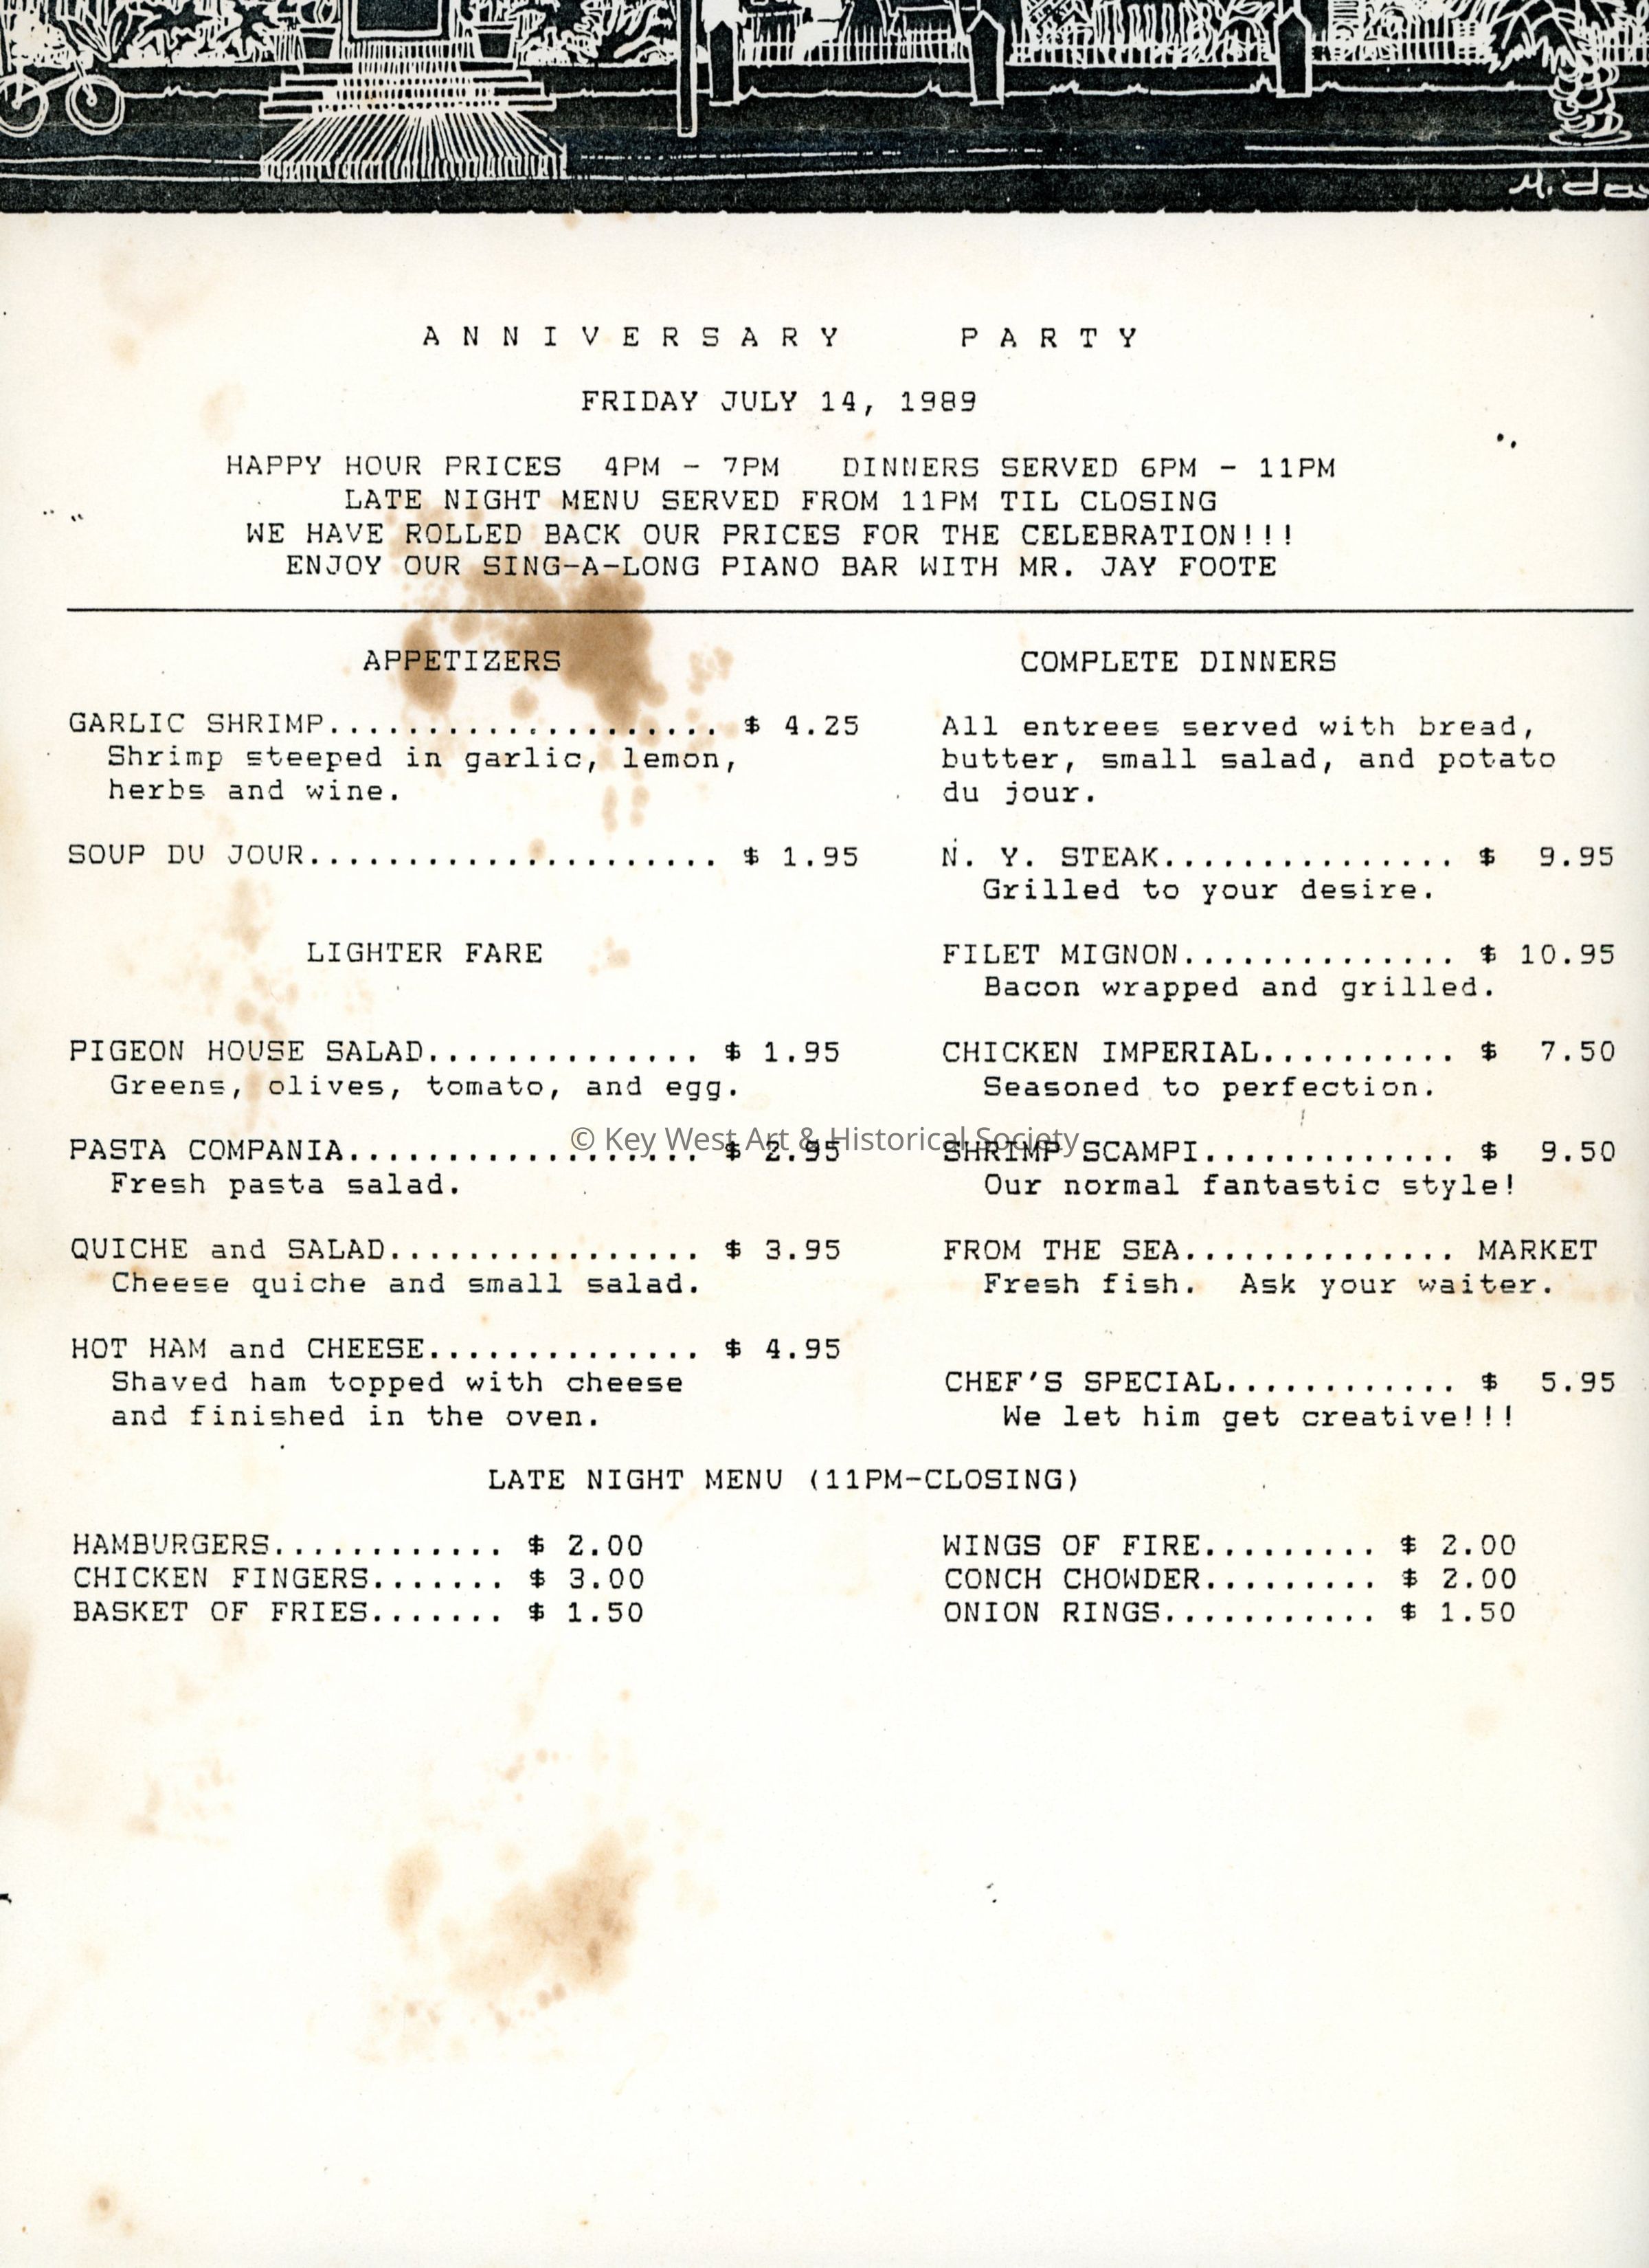 A N N I V E R S A R Y   P A R T Y
FRIDAY JULY 14, 1989
HAPPY HOUR PRICES  4PM - 7PM   DINNERS SERVED 6PM - 11PM
LATE NIGHT MENU SERVED FROM 11PM TIL CLOSING
WE HAVE ROLLED BACK OUR PRICES FOR THE CELEBRATION!!!
ENJOY OUR SING-A-LONG PIANO BAR WITH MR. JAY FOOTE
APPETIZERS
GARLIC SHRIMP.................... $ 4.25
Shrimp steeped in garlic, lemon,
herbs and wine.
SOUP DU JOUR..................... $ 1.95
LIGHTER FARE
PIGEON HOUSE SALAD.............. $ 1.95
Greens, olives, tomato, and egg.
PASTA COMPANIA.................. $ 2.95
Fresh pasta salad.
QUICHE and SALAD................ $ 3.95
Cheese quiche and small salad.
HOT HAM and CHEESE.............. $ 4.95
Shaved ham topped with cheese
and finished in the oven.
COMPLETE DINNERS
All entrees served with bread,
butter, small salad, and potato
du jour.
N. Y. STEAK............... $  9.95
Grilled to your desire.
FILET MIGNON.............. $ 10.95
Bacon wrapped and grilled.
CHICKEN IMPERIAL.......... $  7.50
Seasoned to perfection.
SHRIMP SCAMPI............. $  9.50
Our normal fantastic style!
FROM THE SEA.............. MARKET
Fresh fish.  Ask your waiter.
CHEF'S SPECIAL............ $  5.95
We let him get creative!!!
LATE NIGHT MENU (11PM-CLOSING)
HAMBURGERS............ $ 2.00
CHICKEN FINGERS....... $ 3.00
BASKET OF FRIES....... $ 1.50
WINGS OF FIRE......... $ 2.00
CONCH CHOWDER......... $ 2.00
ONION RINGS........... $ 1.50
© Key West Art & Historical Society